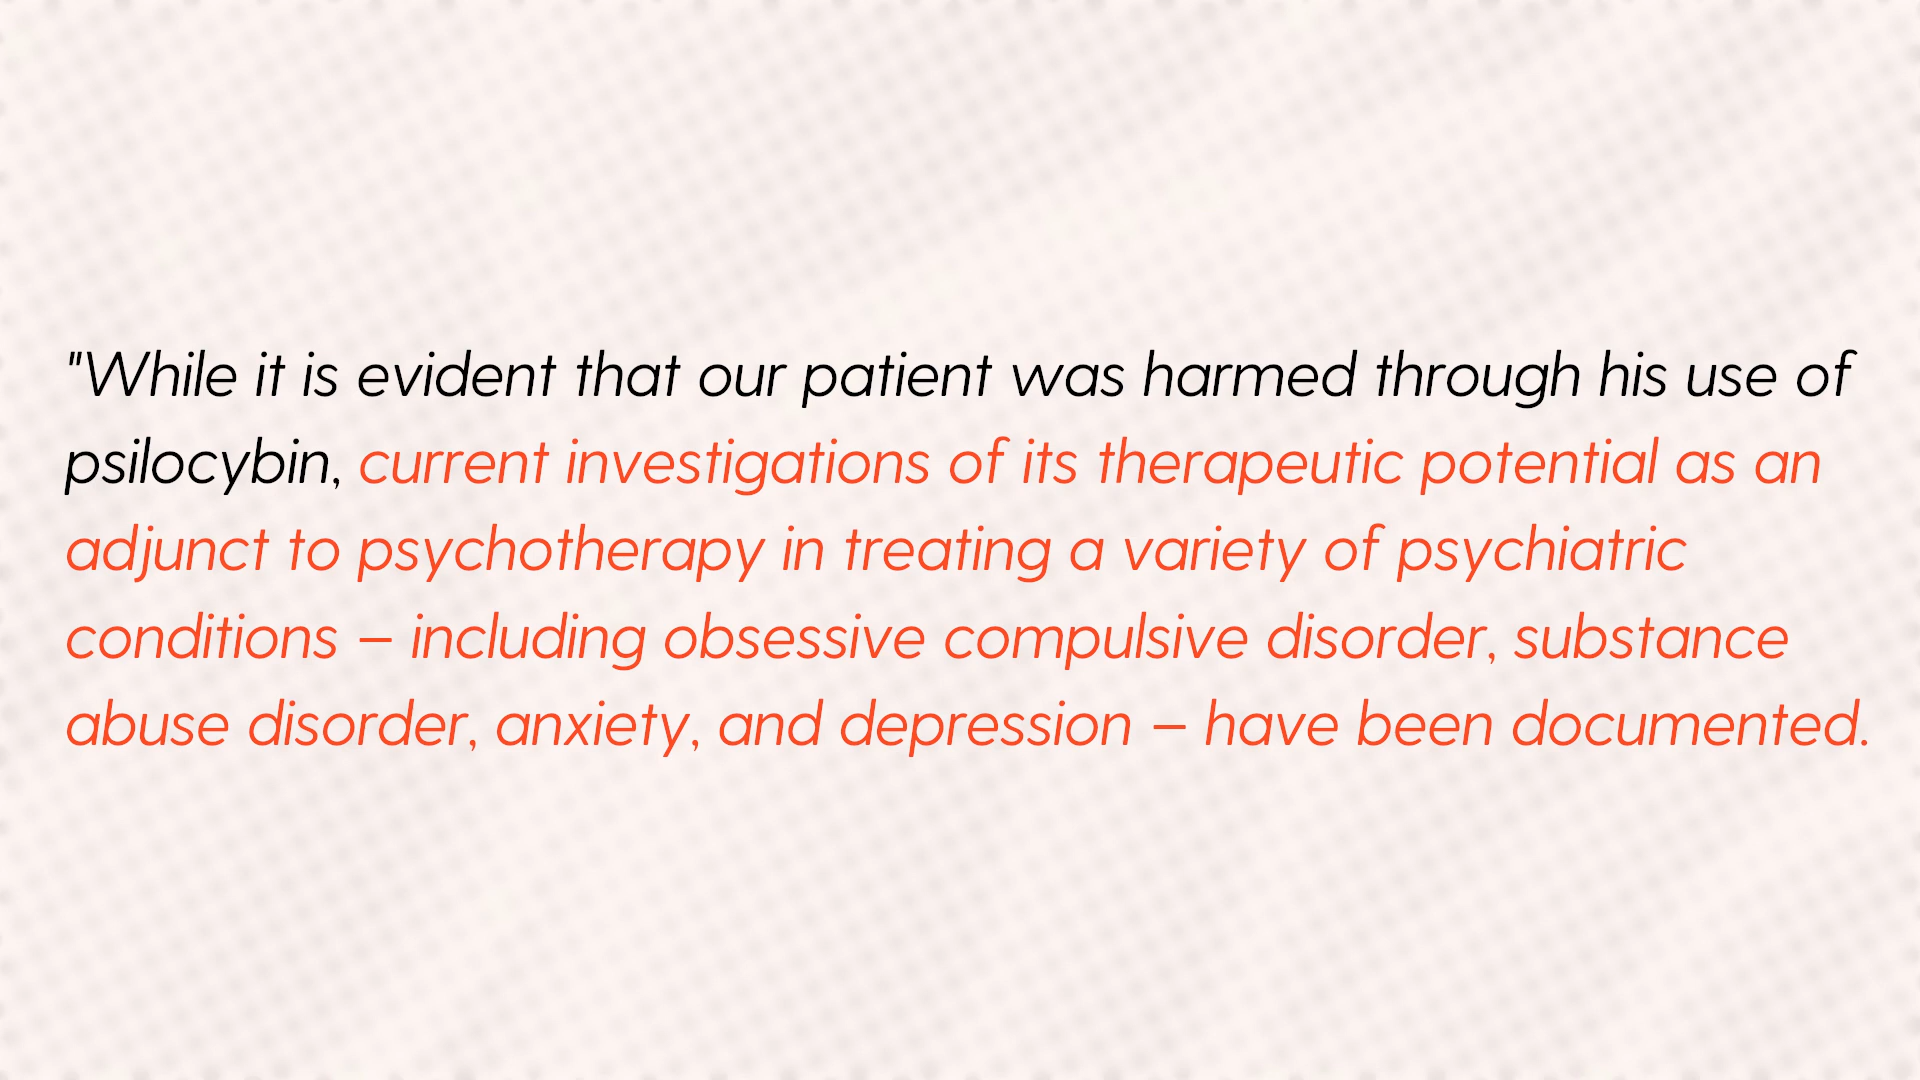 "While it is evident that our patient was harmed through his use of
psilocybin, current investigations of its therapeutic potential as an
adjunct to psychotherapy in treating a variety of psychiatric
conditions – including obsessive compulsive disorder, substance
abuse disorder, anxiety, and depression – have been documented.